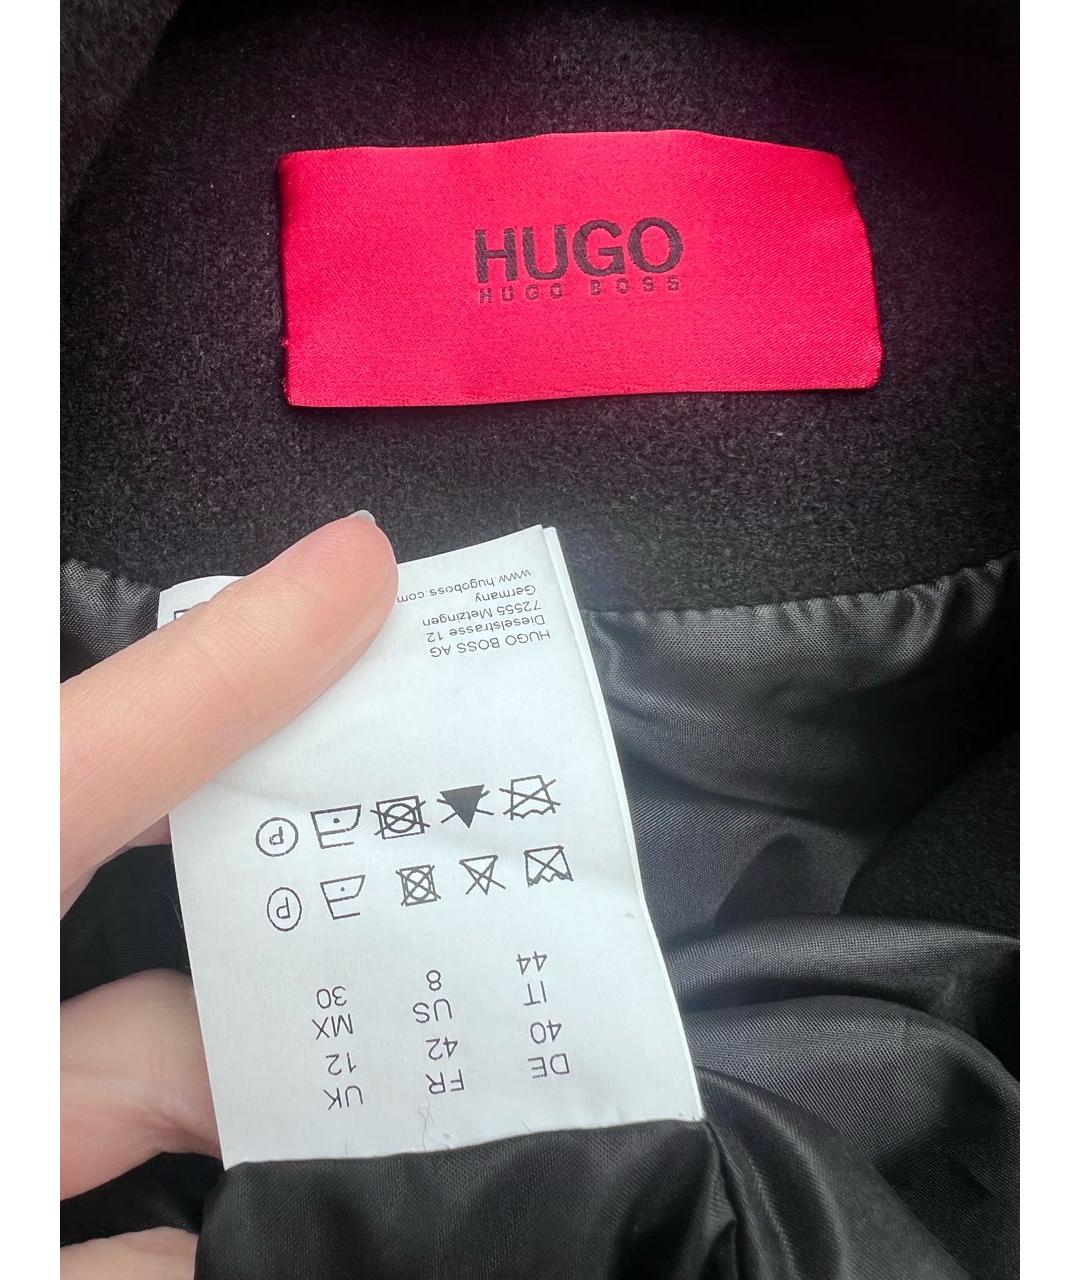 HUGO
HUGO BOSS
DE FR UK
40 42 12
IT US MX
44 8 30
P
P
HUGO BOSS AG
Dieselstrasse 12
72555 Metzingen
Germany
www.hugoboss.com